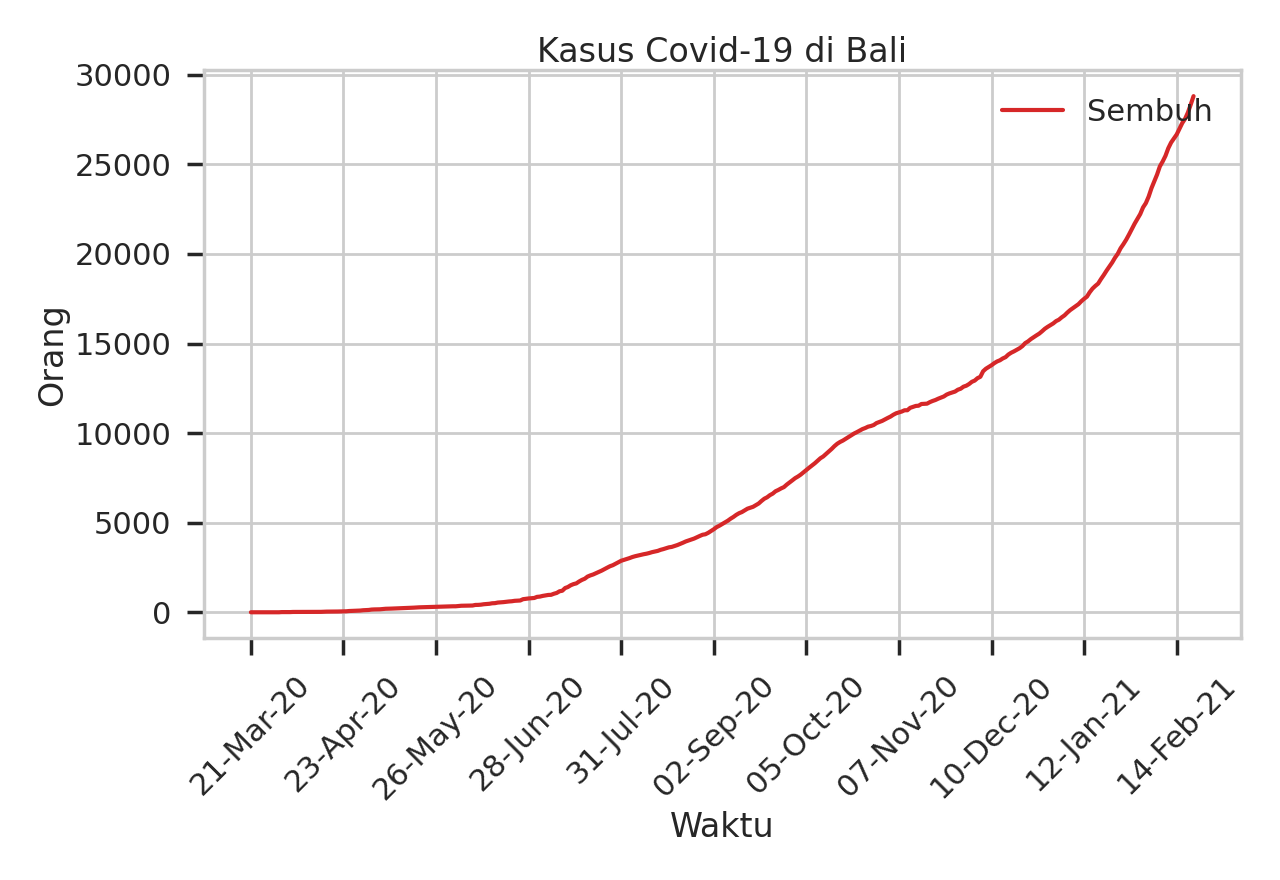 Kasus Covid-19 di Bali
Sembuh
30000
25000
20000
15000
10000
5000
0
Orang
21-Mar-20
23-Apr-20
26-May-20
28-Jun-20
31-Jul-20
02-Sep-20
05-Oct-20
07-Nov-20
10-Dec-20
12-Jan-21
14-Feb-21
Waktu